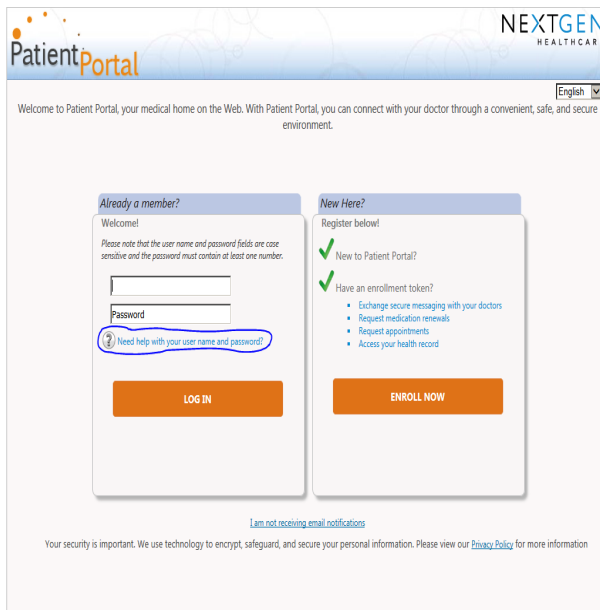 PatientPortal
NEXTGEN
HEALTHCARE
English
Welcome to Patient Portal, your medical home on the Web. With Patient Portal, you can connect with your doctor through a convenient, safe, and secure
environment.
Already a member?
Welcome!
Please note that the user name and password fields are case
sensitive and the password must contain at least one number.
Password
? Need help with your user name and password?
LOG IN
New Here?
Register below!
New to Patient Portal?
Have an enrollment token?
Exchange secure messaging with your doctors
Request medication renewals
Request appointments
Access your health record
ENROLL NOW
I am not receiving email notifications
Your security is important. We use technology to encrypt, safeguard, and secure your personal information. Please view our Privacy Policy for more information